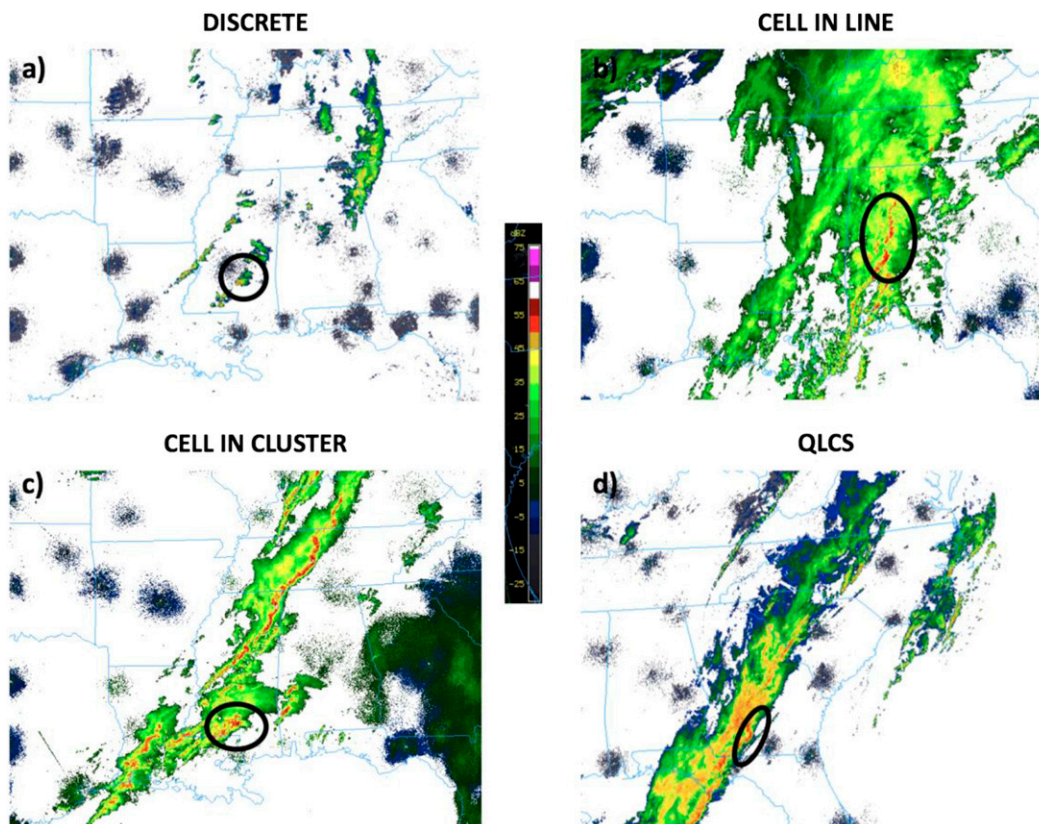 DISCRETE
CELL IN LINE
a)
b)
dBZ
75
65
55
45
35
25
15
5
-5
-15
-25
CELL IN CLUSTER
QLCS
c)
d)